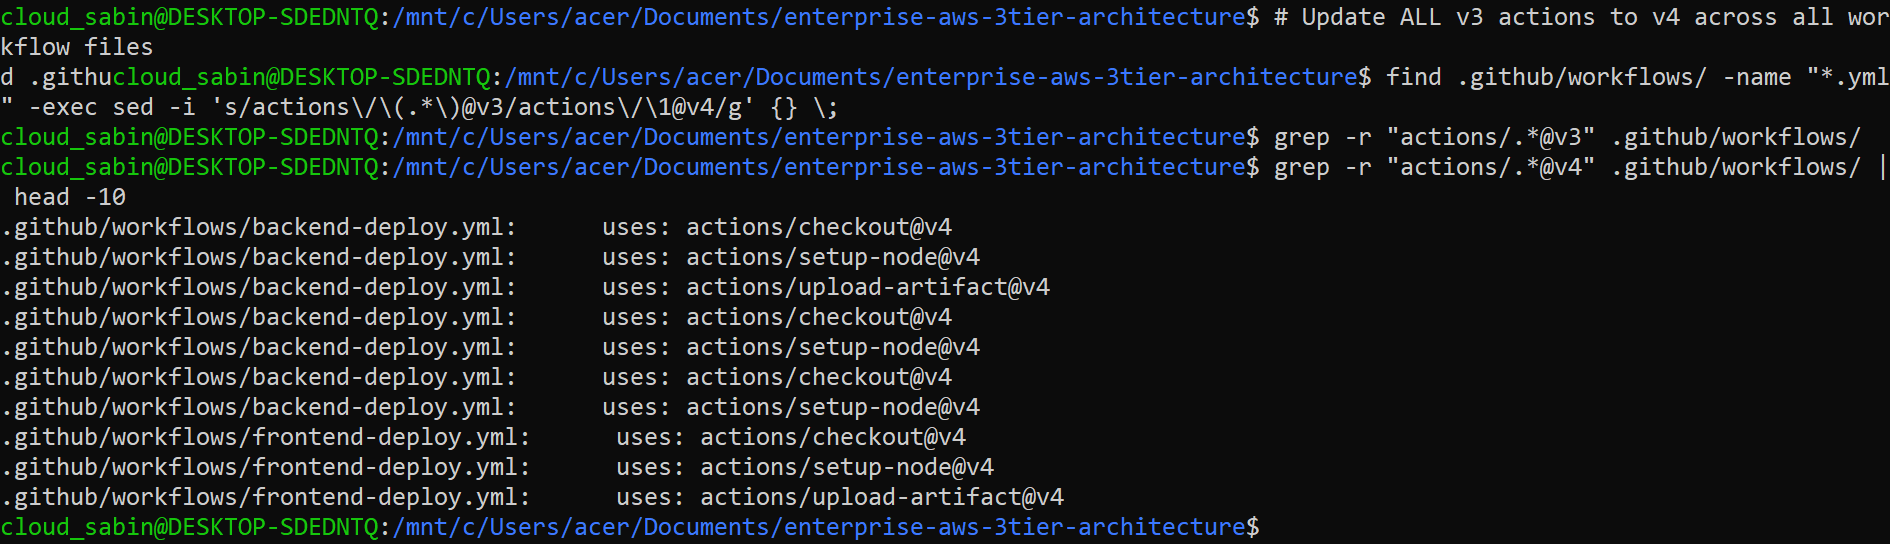 cloud_sabin@DESKTOP-SDEDNTQ:/mnt/c/Users/acer/Documents/enterprise-aws-3tier-architecture$ # Update ALL v3 actions to v4 across all wor
kflow files
d .githucloud_sabin@DESKTOP-SDEDNTQ:/mnt/c/Users/acer/Documents/enterprise-aws-3tier-architecture$ find .github/workflows/ -name "*.yml
" -exec sed -i 's/actions\/\(.*\)@v3/actions\/\1@v4/g' {} \;
cloud_sabin@DESKTOP-SDEDNTQ:/mnt/c/Users/acer/Documents/enterprise-aws-3tier-architecture$ grep -r "actions/.*@v3" .github/workflows/
cloud_sabin@DESKTOP-SDEDNTQ:/mnt/c/Users/acer/Documents/enterprise-aws-3tier-architecture$ grep -r "actions/.*@v4" .github/workflows/ |
 head -10
.github/workflows/backend-deploy.yml:      uses: actions/checkout@v4
.github/workflows/backend-deploy.yml:      uses: actions/setup-node@v4
.github/workflows/backend-deploy.yml:      uses: actions/upload-artifact@v4
.github/workflows/backend-deploy.yml:      uses: actions/checkout@v4
.github/workflows/backend-deploy.yml:      uses: actions/setup-node@v4
.github/workflows/backend-deploy.yml:      uses: actions/checkout@v4
.github/workflows/backend-deploy.yml:      uses: actions/setup-node@v4
.github/workflows/frontend-deploy.yml:      uses: actions/checkout@v4
.github/workflows/frontend-deploy.yml:      uses: actions/setup-node@v4
.github/workflows/frontend-deploy.yml:      uses: actions/upload-artifact@v4
cloud_sabin@DESKTOP-SDEDNTQ:/mnt/c/Users/acer/Documents/enterprise-aws-3tier-architecture$